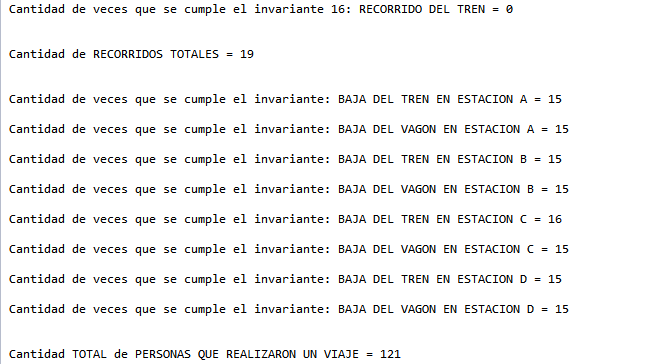 Cantidad de veces que se cumple el invariante 16: RECORRIDO DEL TREN = 0
Cantidad de RECORRIDOS TOTALES = 19
Cantidad de veces que se cumple el invariante: BAJA DEL TREN EN ESTACION A = 15
Cantidad de veces que se cumple el invariante: BAJA DEL VAGON EN ESTACION A = 15
Cantidad de veces que se cumple el invariante: BAJA DEL TREN EN ESTACION B = 15
Cantidad de veces que se cumple el invariante: BAJA DEL VAGON EN ESTACION B = 15
Cantidad de veces que se cumple el invariante: BAJA DEL TREN EN ESTACION C = 16
Cantidad de veces que se cumple el invariante: BAJA DEL VAGON EN ESTACION C = 15
Cantidad de veces que se cumple el invariante: BAJA DEL TREN EN ESTACION D = 15
Cantidad de veces que se cumple el invariante: BAJA DEL VAGON EN ESTACION D = 15
Cantidad TOTAL de PERSONAS QUE REALIZARON UN VIAJE = 121